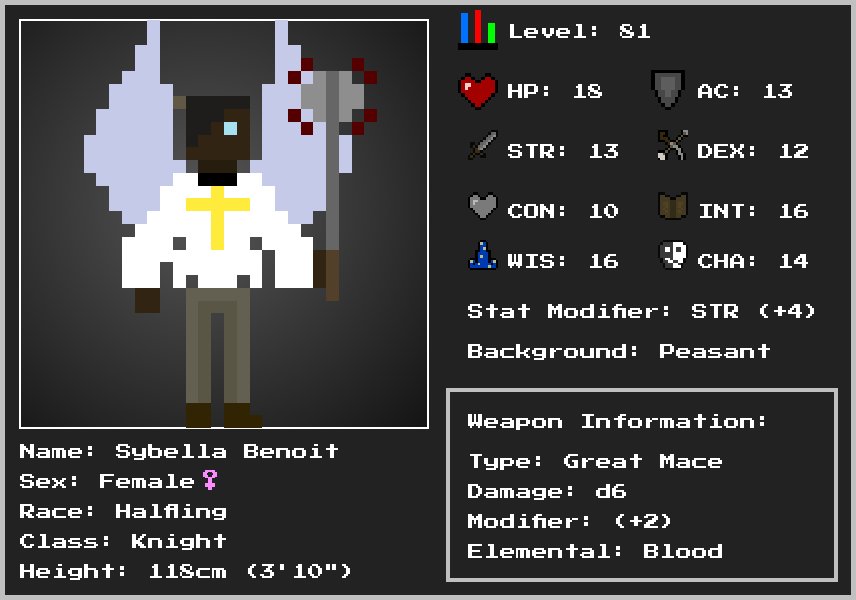 Level: 81
HP: 18 AC: 13
STR: 13 DEX: 12
CON: 10 INT: 16
WIS: 16 CHA: 14
Stat Modifier: STR (+4)
Background: Peasant
Weapon Information:
Type: Great Mace
Damage: d6
Modifier: (+2)
Elemental: Blood
Name: Sybella Benoit
Sex: Female♀
Race: Halfling
Class: Knight
Height: 118cm (3'10")